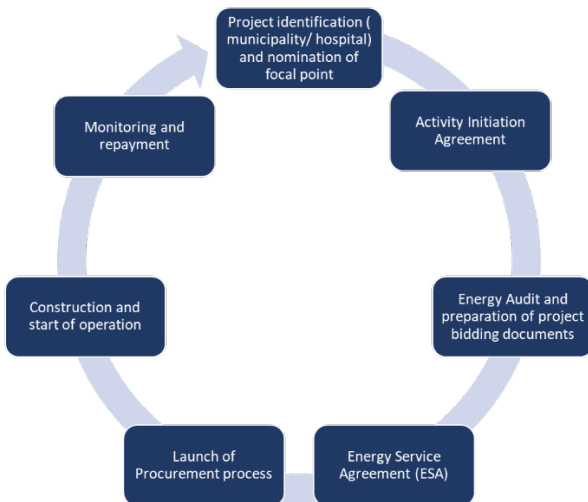 Project identification (
municipality/ hospital)
and nomination of
focal point
Activity Initiation
Agreement
Energy Audit and
preparation of project
bidding documents
Energy Service
Agreement (ESA)
Launch of
Procurement process
Construction and
start of operation
Monitoring and
repayment